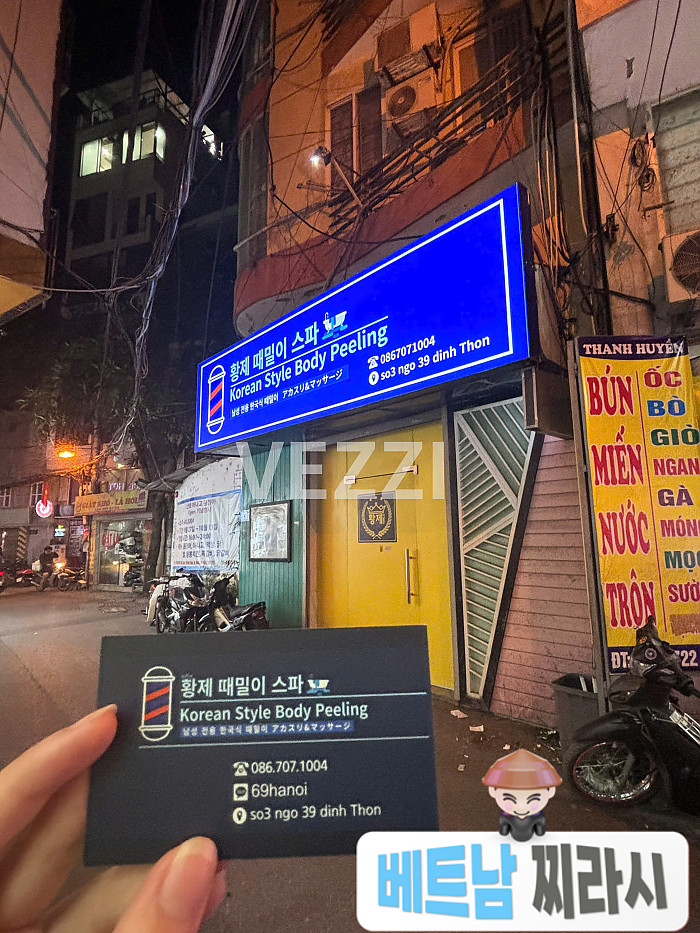 황제 때밀이 스파
Korean Style Body Peeling
남성 전용 한국식 때밀이 アカスリ&マッサージ
0867071004
so3 ngo 39 dinh Thon
THANH HUYỀN
BÚN
MIẾN
NƯỚC
TRỘN
ỐC
BÒ
GIÒ
NGAN
GÀ
MÓN
MỌC
ĐT:
VEZZI
황제
황제 때밀이 스파
Korean Style Body Peeling
남성 전용 한국식 때밀이 アカスリ&マッサージ
086.707.1004
69hanoi
so3 ngo 39 dinh Thon
베트남 찌라시